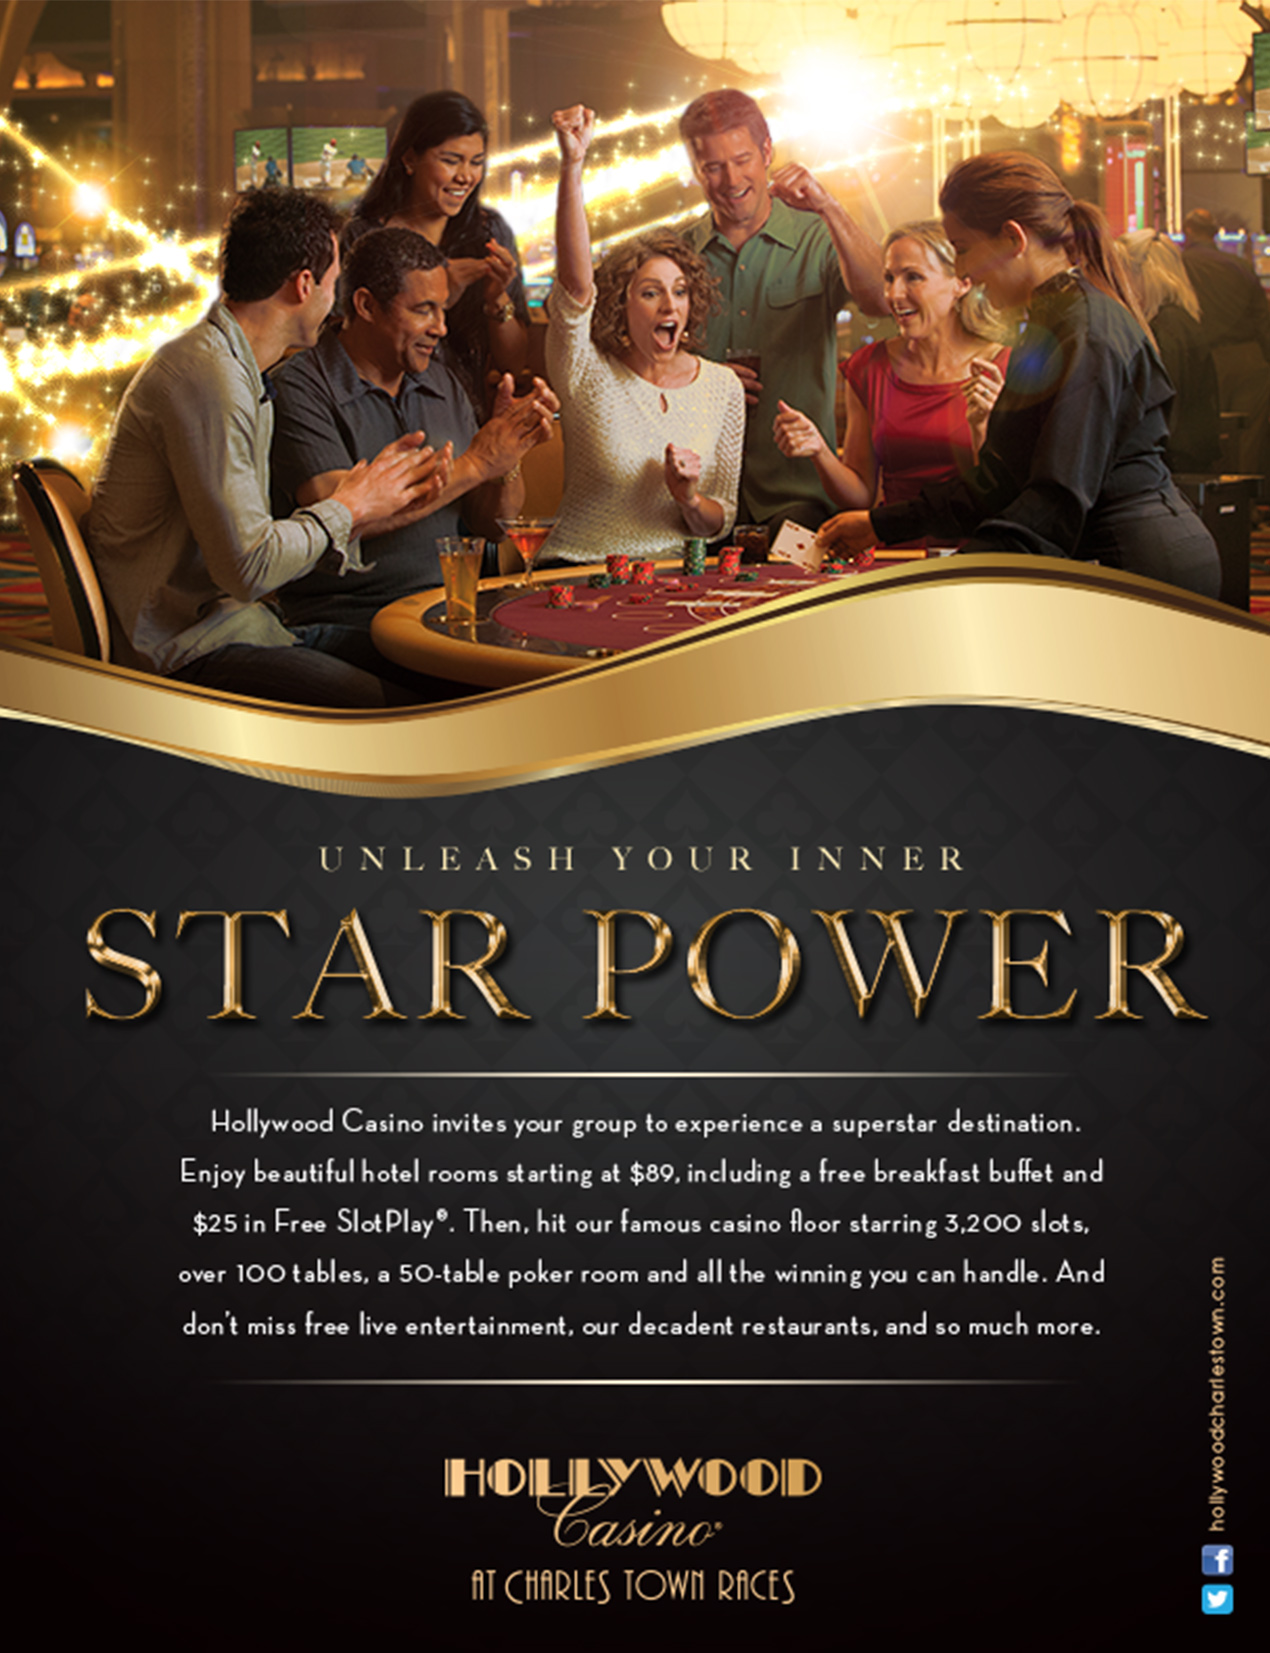 UNLEASH YOUR INNER
STAR POWER
Hollywood Casino invites your group to experience a superstar destination.
Enjoy beautiful hotel rooms starting at $89, including a free breakfast buffet and
$25 in Free SlotPlay®. Then, hit our famous casino floor starring 3,200 slots,
over 100 tables, a 50-table poker room and all the winning you can handle. And
don't miss free live entertainment, our decadent restaurants, and so much more.
HOLLYWOOD
Casino®
AT CHARLES TOWN RACES
hollywoodcharlestown.com